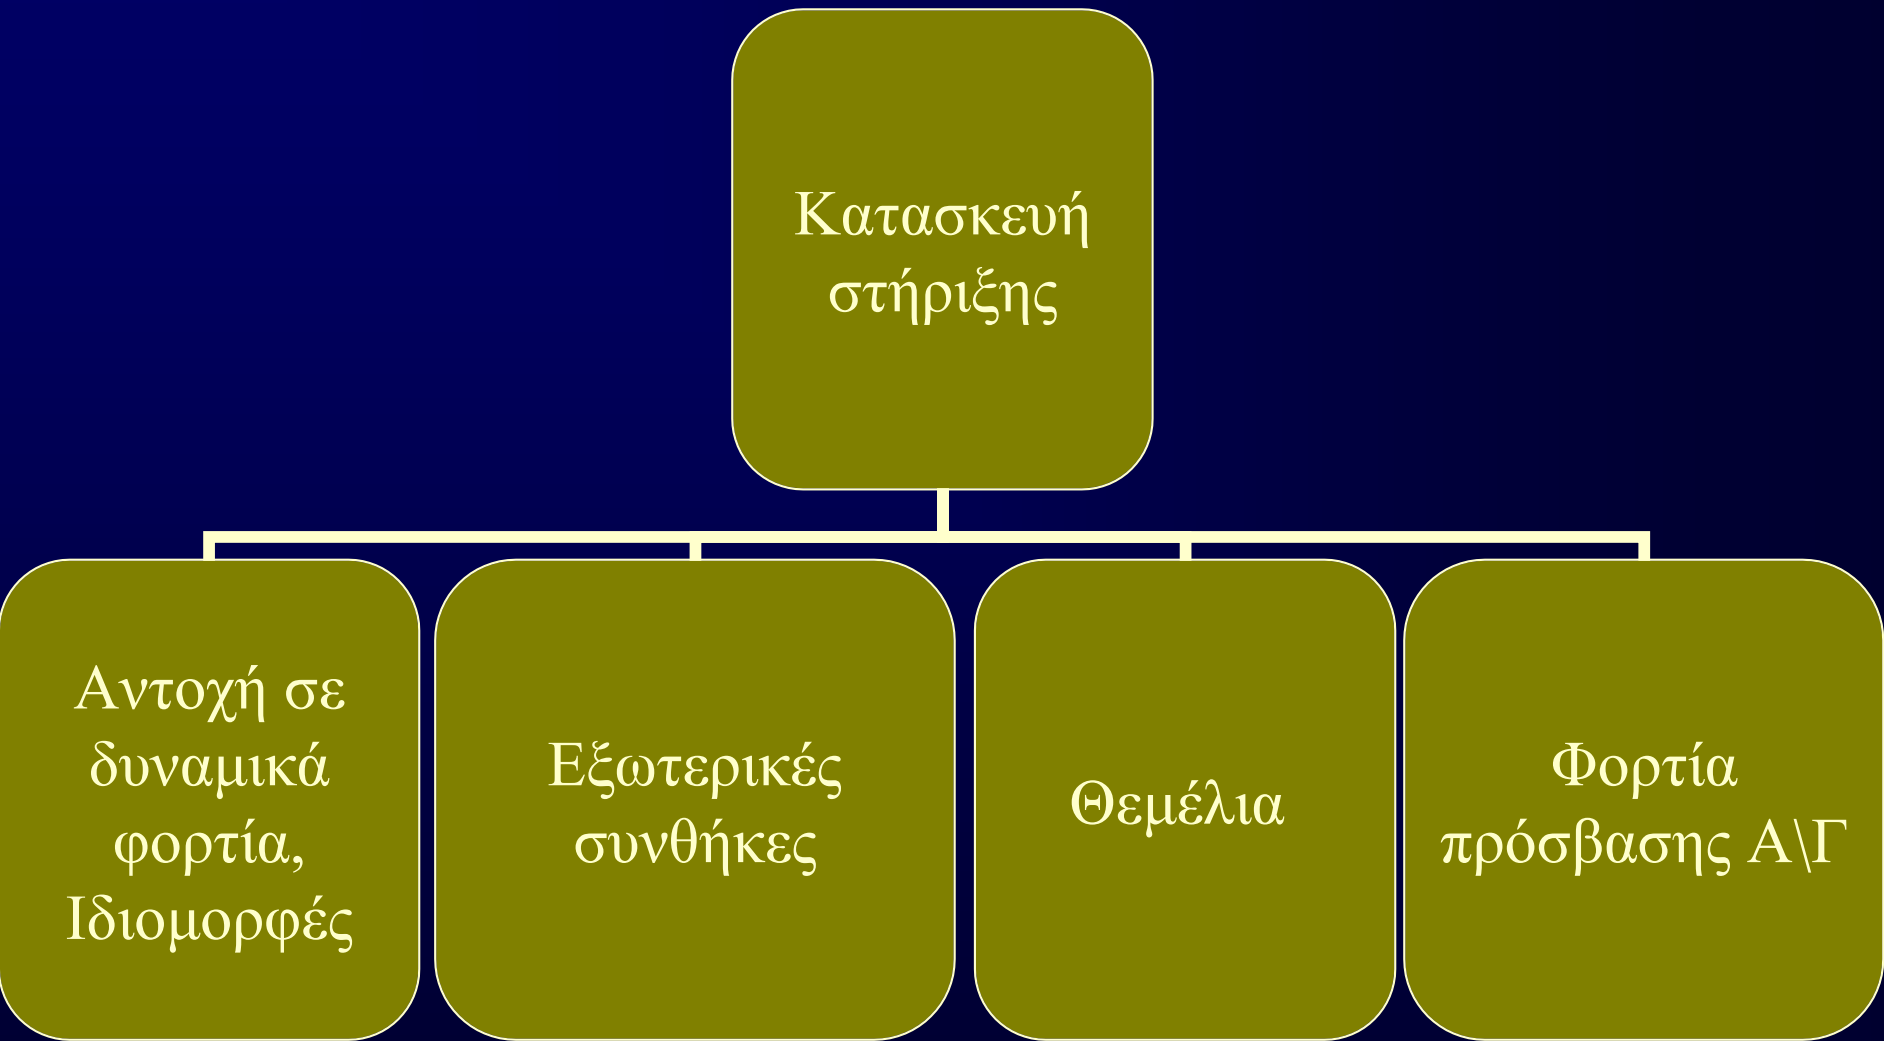 Κατασκευή
στήριξης
Αντοχή σε
δυναμικά
φορτία,
Ιδιομορφές
Εξωτερικές
συνθήκες
Θεμέλια
Φορτία
πρόσβασης Α\Γ